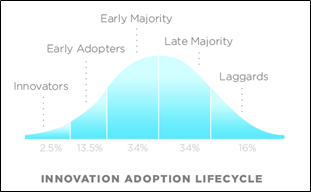 Early Majority
Early Adopters
Late Majority
Innovators
Laggards
2.5% 13.5% 34% 34% 16%
INNOVATION ADOPTION LIFECYCLE